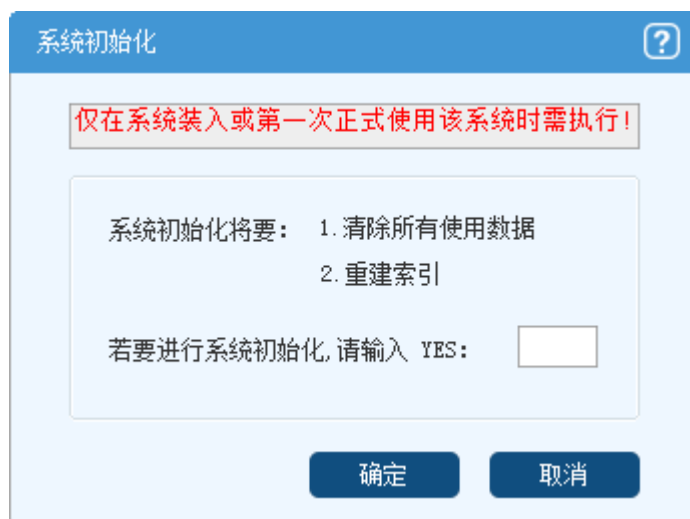 系统初始化
仅在系统装入或第一次正式使用该系统时需执行!
系统初始化将要: 1.清除所有使用数据
2.重建索引
若要进行系统初始化,请输入 YES:
确定 取消